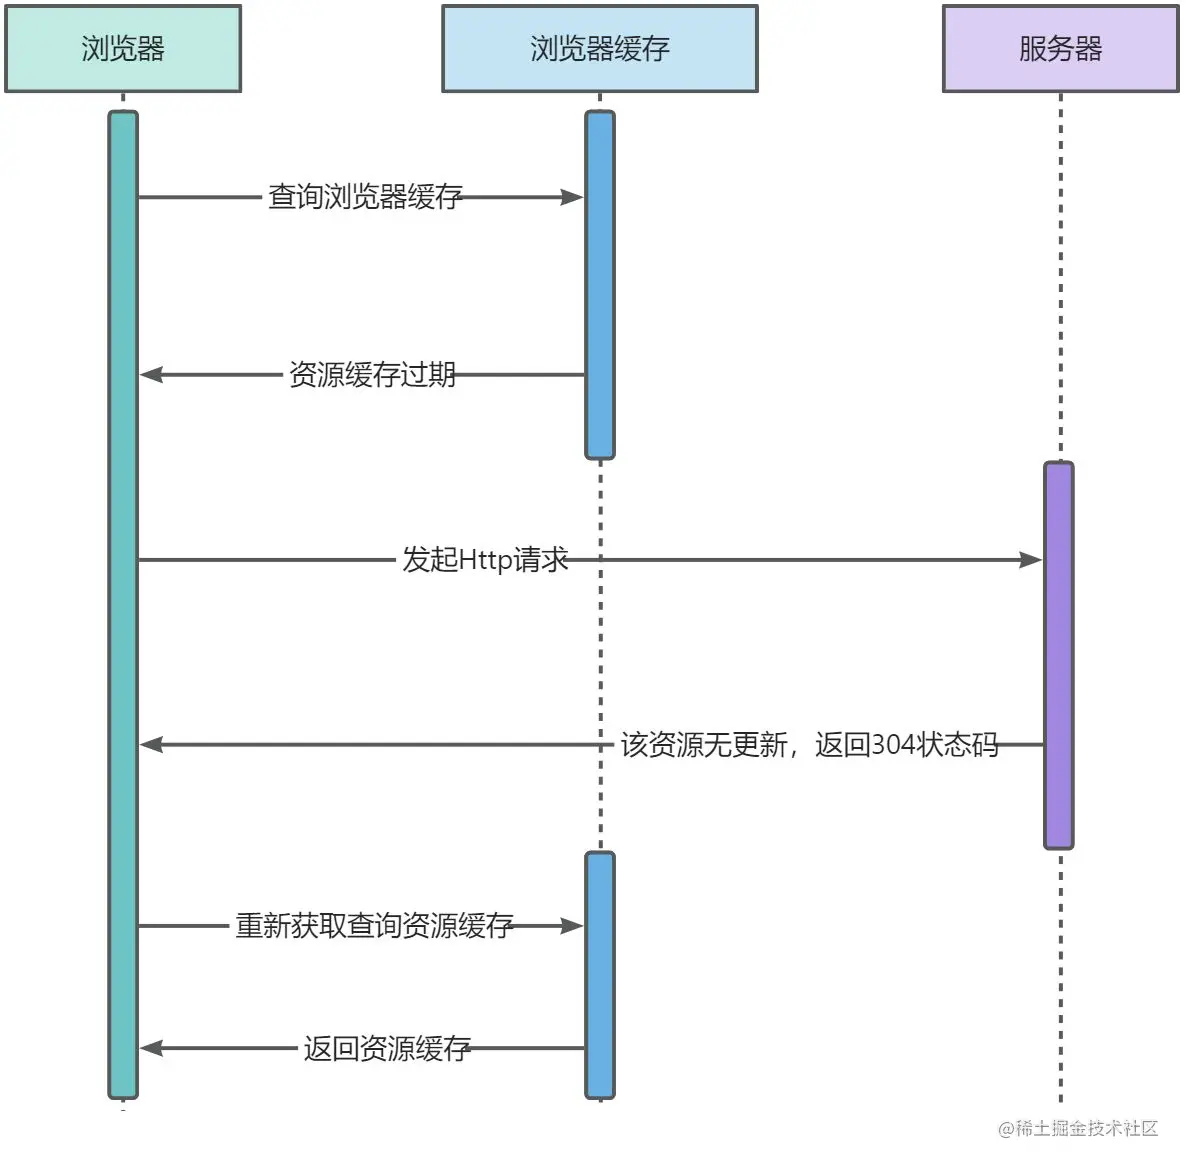 浏览器
浏览器缓存
服务器
查询浏览器缓存
资源缓存过期
发起Http请求
该资源无更新，返回304状态码
重新获取查询资源缓存
返回资源缓存
@稀土掘金技术社区